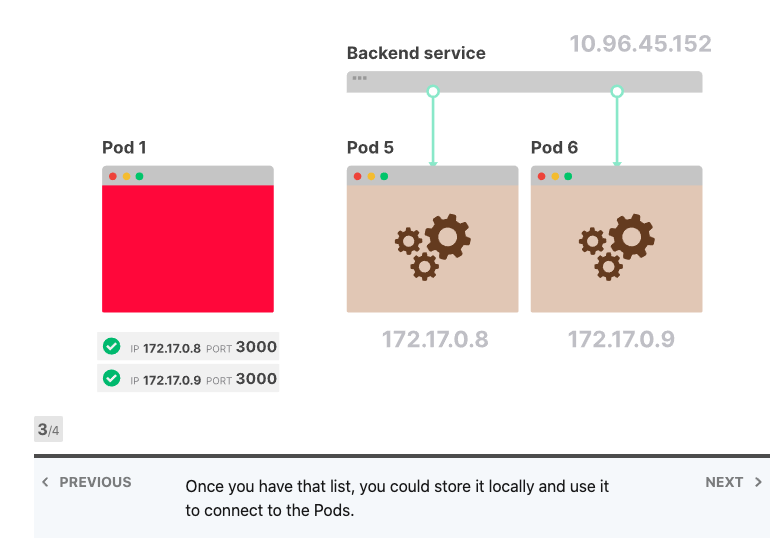 10.96.45.152
Backend service
Pod 1
Pod 5
Pod 6
172.17.0.8
172.17.0.9
IP 172.17.0.8 PORT 3000
IP 172.17.0.9 PORT 3000
3/4
PREVIOUS
Once you have that list, you could store it locally and use it
to connect to the Pods.
NEXT